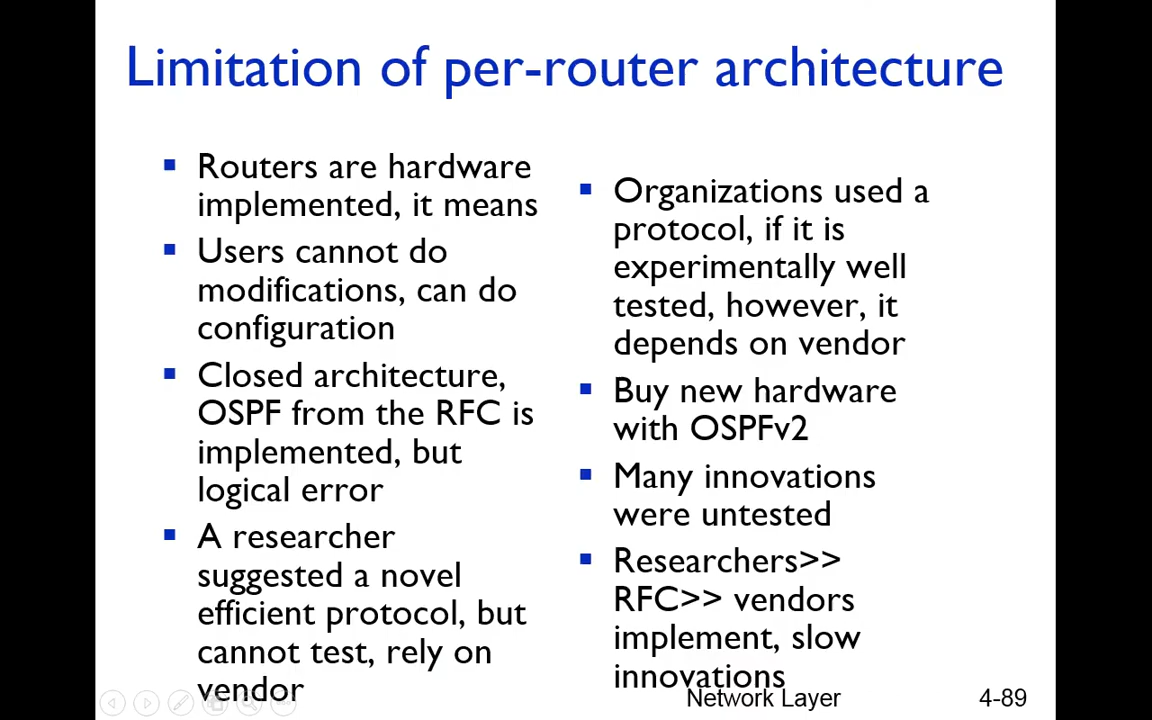 Limitation of per-router architecture
▪ Routers are hardware
implemented, it means
▪ Users cannot do
modifications, can do
configuration
▪ Closed architecture,
OSPF from the RFC is
implemented, but
logical error
▪ A researcher
suggested a novel
efficient protocol, but
cannot test, rely on
vendor
▪ Organizations used a
protocol, if it is
experimentally well
tested, however, it
depends on vendor
▪ Buy new hardware
with OSPFv2
▪ Many innovations
were untested
▪ Researchers>>
RFC>> vendors
implement, slow
innovations
Network Layer
4-89